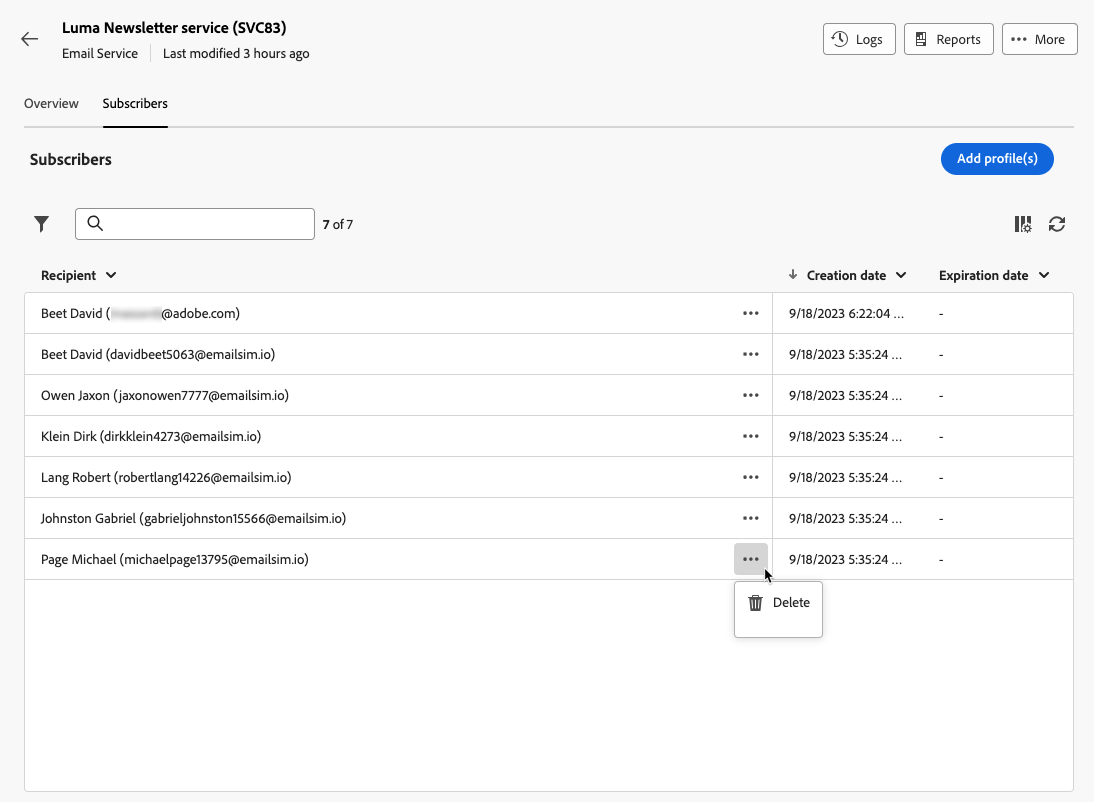 Luma Newsletter service (SVC83)
Email Service
Last modified 3 hours ago
Logs
Reports
More
Overview
Subscribers
Subscribers
Add profile(s)
7 of 7
Recipient
Creation date
Expiration date
Beet David ( @adobe.com) 9/18/2023 6:22:04 ... -
Beet David (davidbeet5063@emailsim.io) 9/18/2023 5:35:24 ... -
Owen Jaxon (jaxonowen7777@emailsim.io) 9/18/2023 5:35:24 ... -
Klein Dirk (dirkklein4273@emailsim.io) 9/18/2023 5:35:24 ... -
Lang Robert (robertlang14226@emailsim.io) 9/18/2023 5:35:24 ... -
Johnston Gabriel (gabrieljohnston15566@emailsim.io) 9/18/2023 5:35:24 ... -
Page Michael (michaelpage13795@emailsim.io) 9/18/2023 5:35:24 ... -
Delete